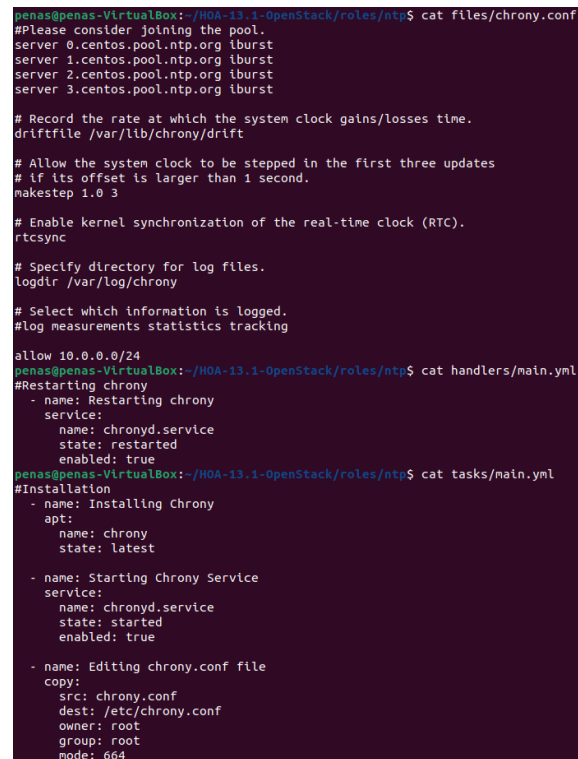 penas@penas-VirtualBox:~/HOA-13.1-OpenStack/roles/ntp$ cat files/chrony.conf
#Please consider joining the pool.
server 0.centos.pool.ntp.org iburst
server 1.centos.pool.ntp.org iburst
server 2.centos.pool.ntp.org iburst
server 3.centos.pool.ntp.org iburst

# Record the rate at which the system clock gains/losses time.
driftfile /var/lib/chrony/drift

# Allow the system clock to be stepped in the first three updates
# if its offset is larger than 1 second.
makestep 1.0 3

# Enable kernel synchronization of the real-time clock (RTC).
rtcsync

# Specify directory for log files.
logdir /var/log/chrony

# Select which information is logged.
#log measurements statistics tracking

allow 10.0.0.0/24
penas@penas-VirtualBox:~/HOA-13.1-OpenStack/roles/ntp$ cat handlers/main.yml
#Restarting chrony
  - name: Restarting chrony
    service:
      name: chronyd.service
      state: restarted
      enabled: true
penas@penas-VirtualBox:~/HOA-13.1-OpenStack/roles/ntp$ cat tasks/main.yml
#Installation
  - name: Installing Chrony
    apt:
      name: chrony
      state: latest

  - name: Starting Chrony Service
    service:
      name: chronyd.service
      state: started
      enabled: true

  - name: Editing chrony.conf file
    copy:
      src: chrony.conf
      dest: /etc/chrony.conf
      owner: root
      group: root
      mode: 664